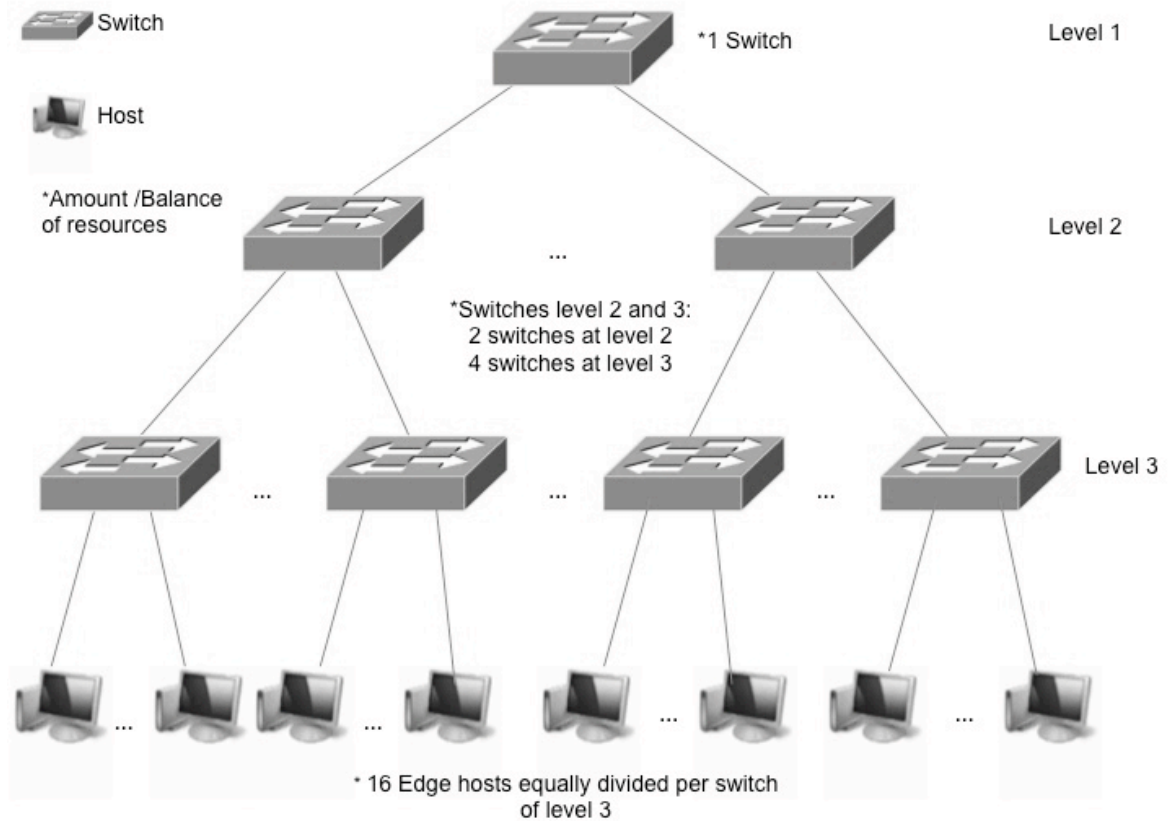 Switch
*1 Switch
Level 1
Host
*Amount /Balance
of resources
Level 2
...
*Switches level 2 and 3:
2 switches at level 2
4 switches at level 3
Level 3
...
...
...
...
...
...
...
* 16 Edge hosts equally divided per switch
of level 3